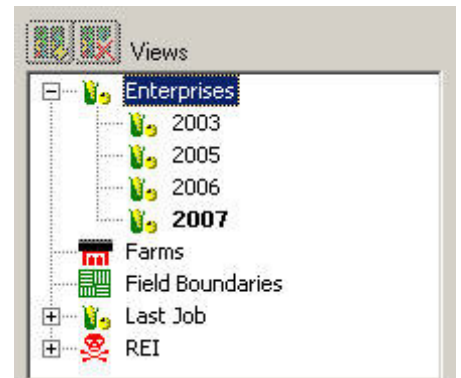 Views
Enterprises
2003
2005
2006
2007
Farms
Field Boundaries
Last Job
REI